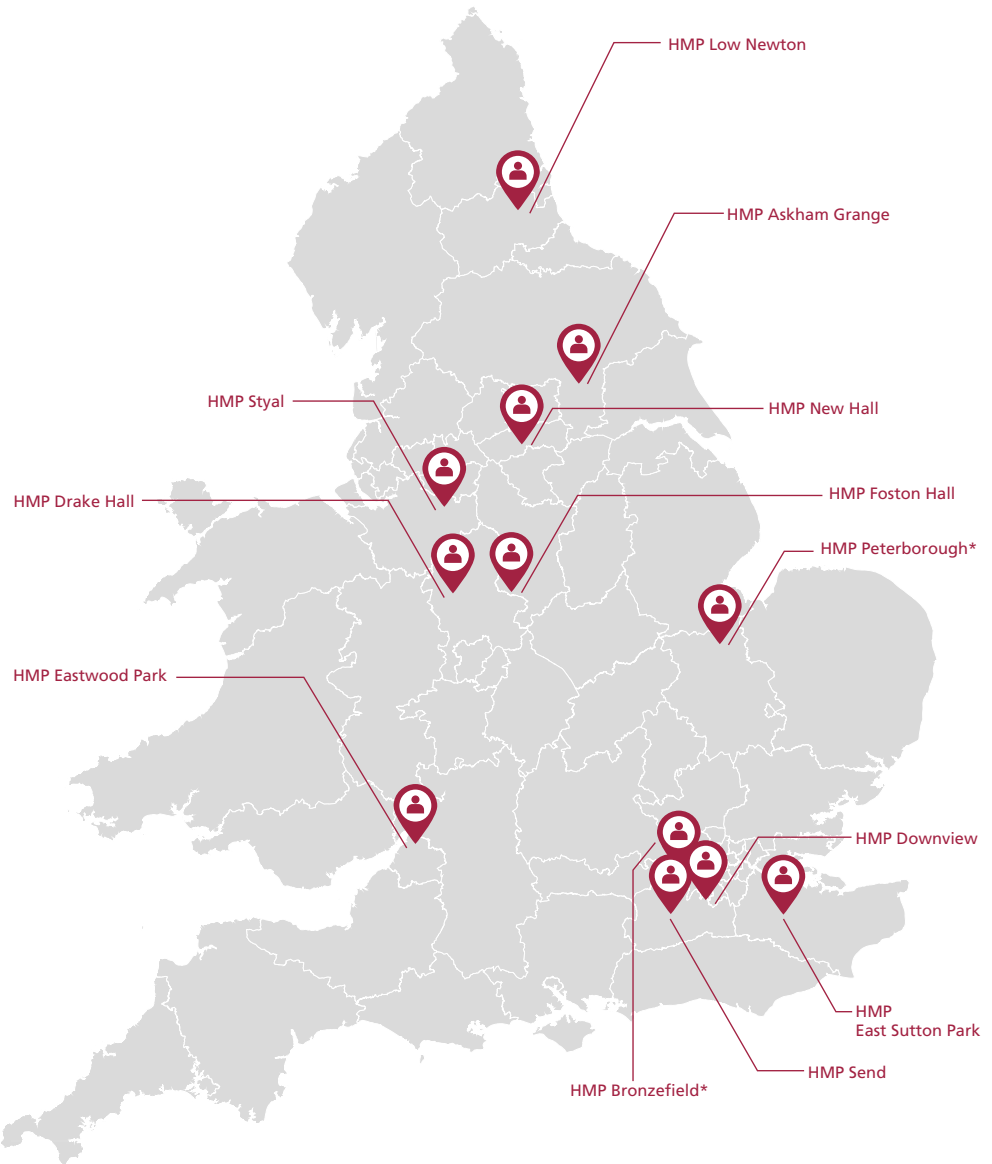 HMP Low Newton
HMP Askham Grange
HMP Styal
HMP New Hall
HMP Drake Hall
HMP Foston Hall
HMP Peterborough*
HMP Eastwood Park
HMP Downview
HMP
East Sutton Park
HMP Send
HMP Bronzefield*